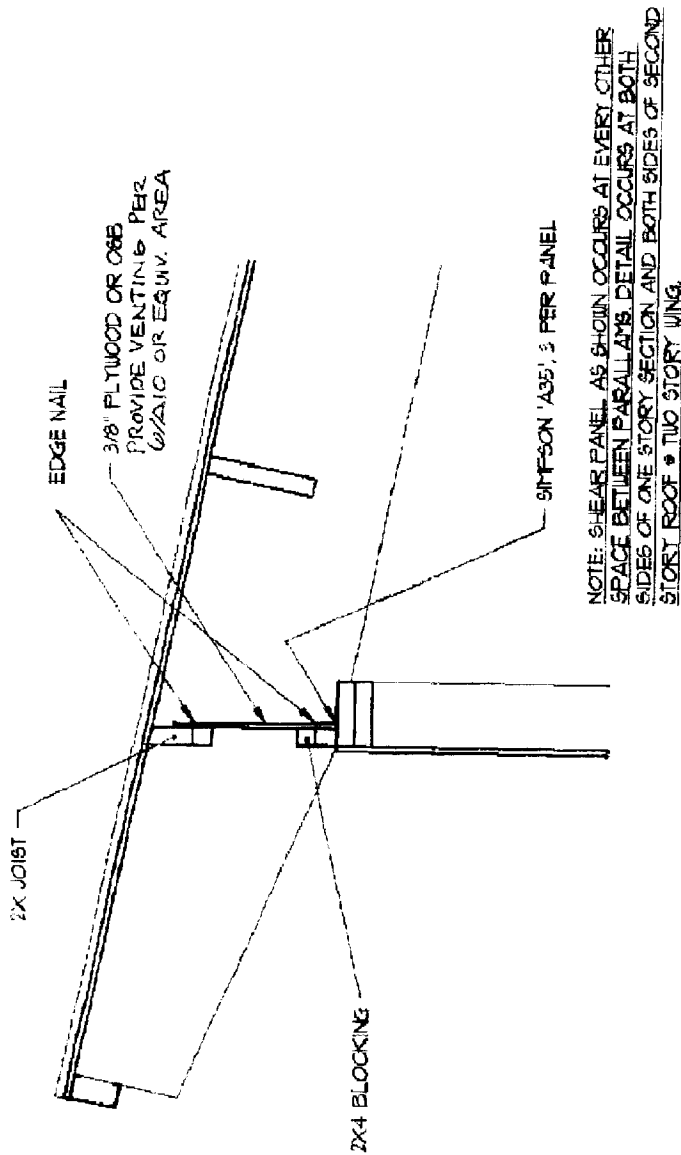 2X JOIST
EDGE NAIL
3/8" PLYWOOD OR OSB
PROVIDE VENTING PER
6/A10 OR EQUIV. AREA
2X4 BLOCKING
SIMPSON 'A35', 3 PER PANEL
NOTE: SHEAR PANEL AS SHOWN OCCURS AT EVERY OTHER
SPACE BETWEEN PARALLAMS. DETAIL OCCURS AT BOTH
SIDES OF ONE STORY SECTION AND BOTH SIDES OF SECOND
STORY ROOF @ TWO STORY WING.